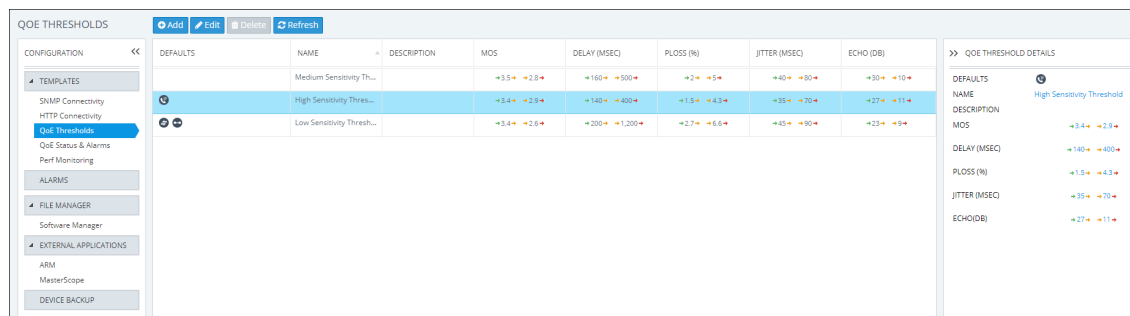 QOE THRESHOLDS
Add Edit Delete Refresh
CONFIGURATION
TEMPLATES
SNMP Connectivity
HTTP Connectivity
QoE Thresholds
QoE Status & Alarms
Perf Monitoring
ALARMS
FILE MANAGER
Software Manager
EXTERNAL APPLICATIONS
ARM
MasterScope
DEVICE BACKUP
DEFAULTS NAME DESCRIPTION MOS DELAY (MSEC) PLOSS (%) JITTER (MSEC) ECHO (DB)
Medium Sensitivity Th... 3.5 2.8 160 500 2 5 40 80 30 10
High Sensitivity Thres... 3.4 2.9 140 400 1.5 4.3 35 70 27 11
Low Sensitivity Thresh... 3.4 2.6 200 1,200 2.7 6.6 45 90 23 9
QOE THRESHOLD DETAILS
DEFAULTS
NAME High Sensitivity Threshold
DESCRIPTION
MOS 3.4 2.9
DELAY (MSEC) 140 400
PLOSS (%) 1.5 4.3
JITTER (MSEC) 35 70
ECHO(DB) 27 11